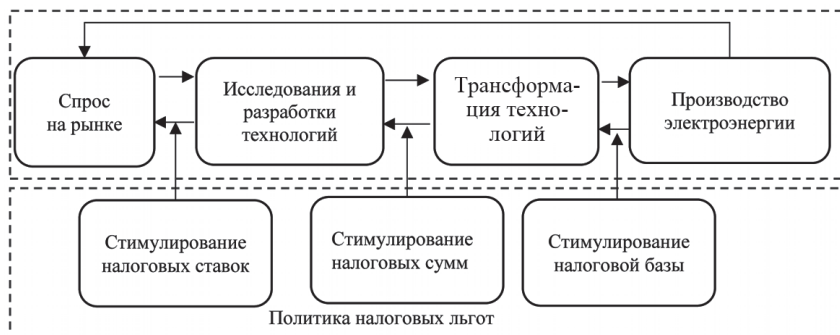 Спрос
на рынке
Исследования и
разработки
технологий
Трансформа-
ция техно-
логий
Производство
электроэнергии
Стимулирование
налоговых ставок
Стимулирование
налоговых сумм
Стимулирование
налоговой базы
Политика налоговых льгот